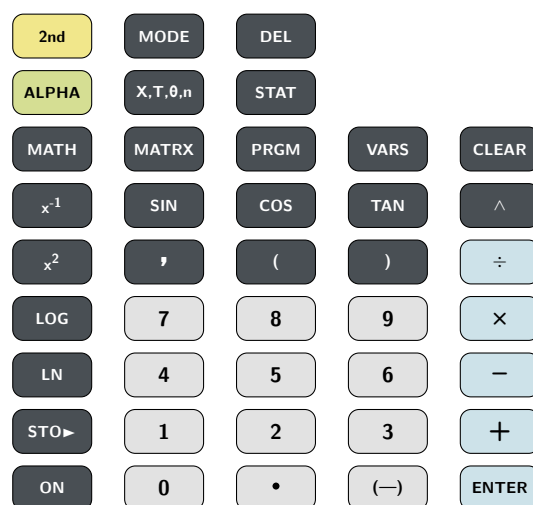 2nd MODE DEL
ALPHA X,T,θ,n STAT
MATH MATRX PRGM VARS CLEAR
x⁻¹ SIN COS TAN ^
x² , ( ) ÷
LOG 7 8 9 ×
LN 4 5 6 −
STO► 1 2 3 +
ON 0 • (—) ENTER